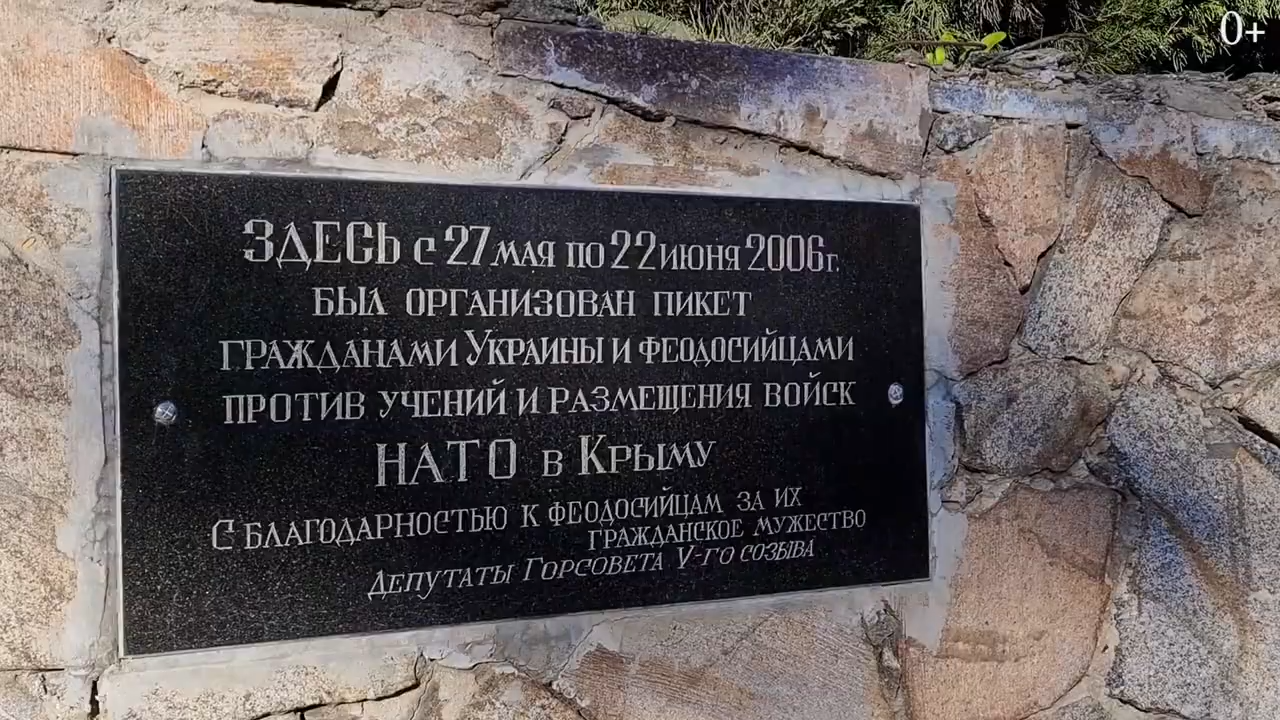 0+
ЗДЕСЬ с 27 мая по 22 июня 2006г.
БЫЛ ОРГАНИЗОВАН ПИКЕТ
ГРАЖДАНАМИ УКРАИНЫ И ФЕОДОСИЙЦАМИ
ПРОТИВ УЧЕНИЙ И РАЗМЕЩЕНИЯ ВОЙСК
НАТО в КРЫМУ
С БЛАГОДАРНОСТЬЮ К ФЕОДОСИЙЦАМ ЗА ИХ
ГРАЖДАНСКОЕ МУЖЕСТВО
ДЕПУТАТЫ ГОРСОВЕТА V-ГО СОЗЫВА